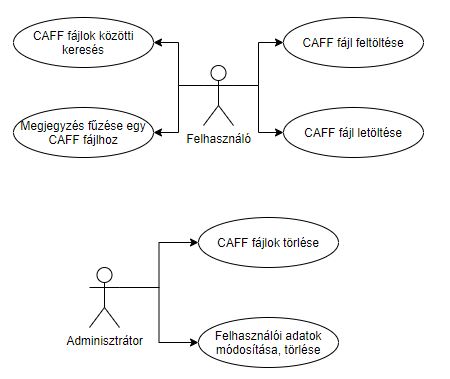 CAFF fájlok közötti
keresés
CAFF fájl feltöltése
Megjegyzés fűzése egy
CAFF fájlhoz
CAFF fájl letöltése
Felhasználó
CAFF fájlok törlése
Adminisztrátor
Felhasználói adatok
módosítása, törlése